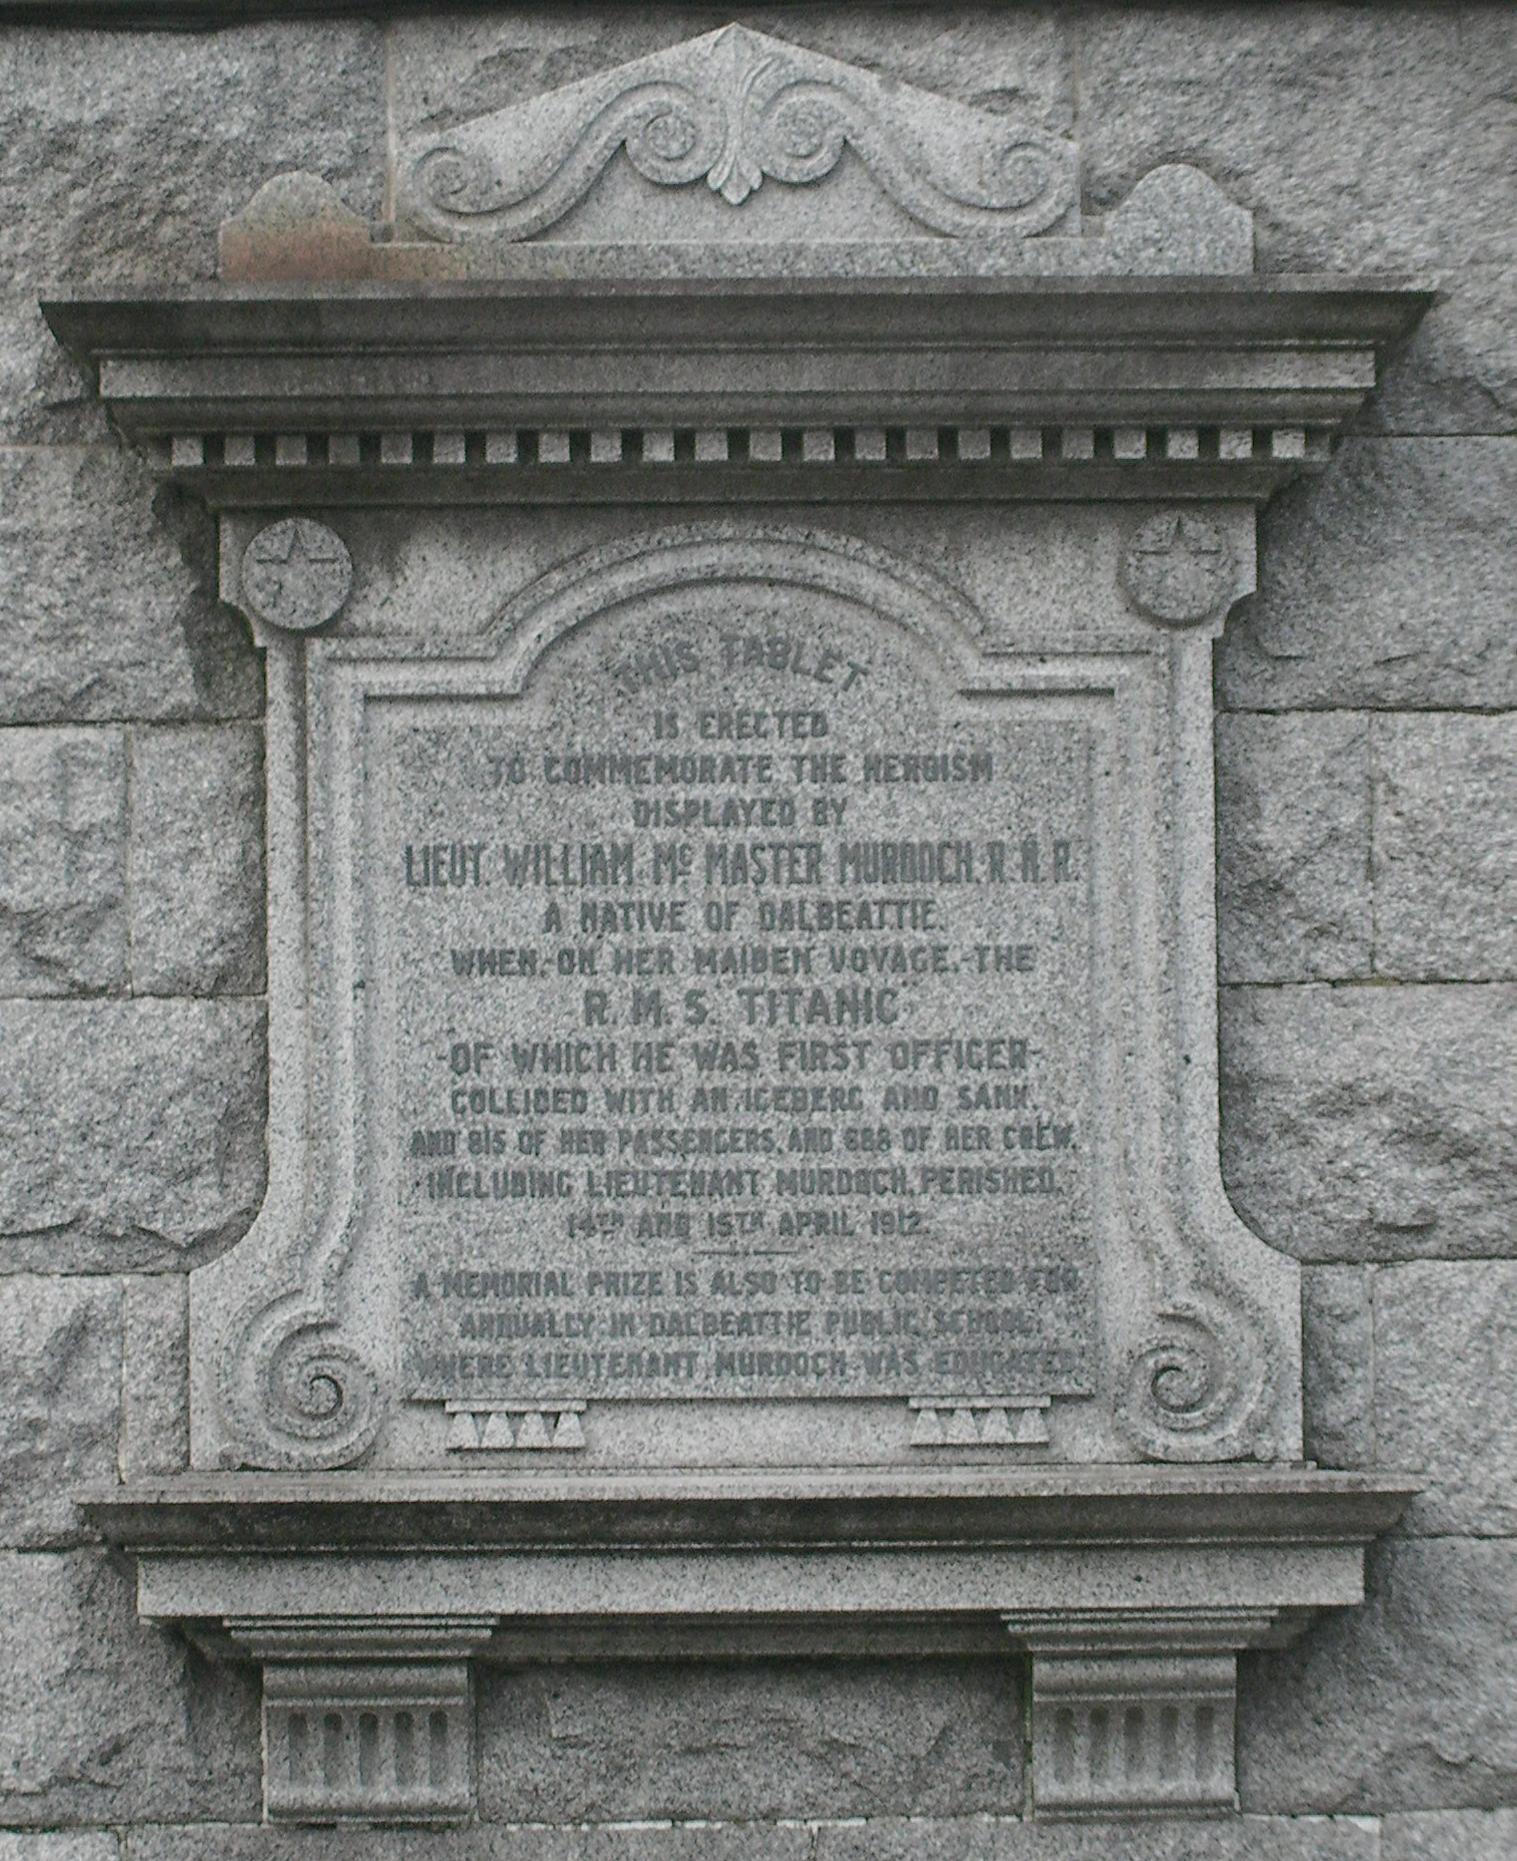 THIS TABLET
IS ERECTED
TO COMMEMORATE THE HEROISM
DISPLAYED BY
LIEUT. WILLIAM Mc MASTER MURDOCH. R. N. R.
A NATIVE OF DALBEATTIE.
WHEN,-ON HER MAIDEN VOYAGE,-THE
R. M. S. TITANIC
-OF WHICH HE WAS FIRST OFFICER-
COLLIDED WITH AN ICEBERG AND SANK,
AND 815 OF HER PASSENGERS, AND 688 OF HER CREW,
INCLUDING LIEUTENANT MURDOCH, PERISHED,
14TH AND 15TH APRIL 1912.
A MEMORIAL PRIZE IS ALSO TO BE COMPETED FOR
ANNUALLY IN DALBEATTIE PUBLIC SCHOOL,
WHERE LIEUTENANT MURDOCH WAS EDUCATED.